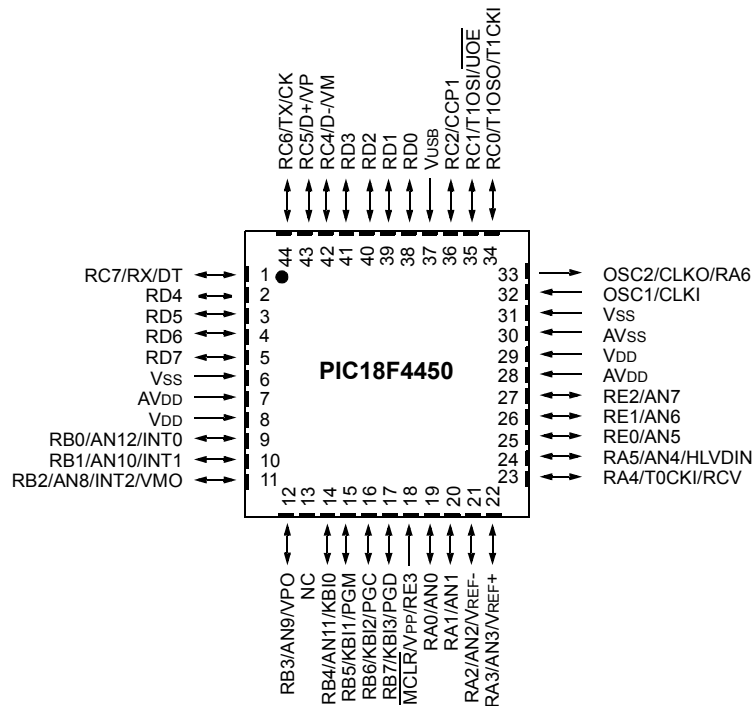 RC6/TX/CK
RC5/D+/VP
RC4/D-/VM
RD3
RD2
RD1
RD0
VUSB
RC2/CCP1
RC1/T1OSI/UOE
RC0/T1OSO/T1CKI
44
43
42
41
40
39
38
37
36
35
34
RC7/RX/DT 1
RD4 2
RD5 3
RD6 4
RD7 5
VSS 6
AVDD 7
VDD 8
RB0/AN12/INT0 9
RB1/AN10/INT1 10
RB2/AN8/INT2/VMO 11
PIC18F4450
33 OSC2/CLKO/RA6
32 OSC1/CLKI
31 VSS
30 AVSS
29 VDD
28 AVDD
27 RE2/AN7
26 RE1/AN6
25 RE0/AN5
24 RA5/AN4/HLVDIN
23 RA4/T0CKI/RCV
12
13
14
15
16
17
18
19
20
21
22
RB3/AN9/VPO
NC
RB4/AN11/KBI0
RB5/KBI1/PGM
RB6/KBI2/PGC
RB7/KBI3/PGD
MCLR/VPP/RE3
RA0/AN0
RA1/AN1
RA2/AN2/VREF-
RA3/AN3/VREF+